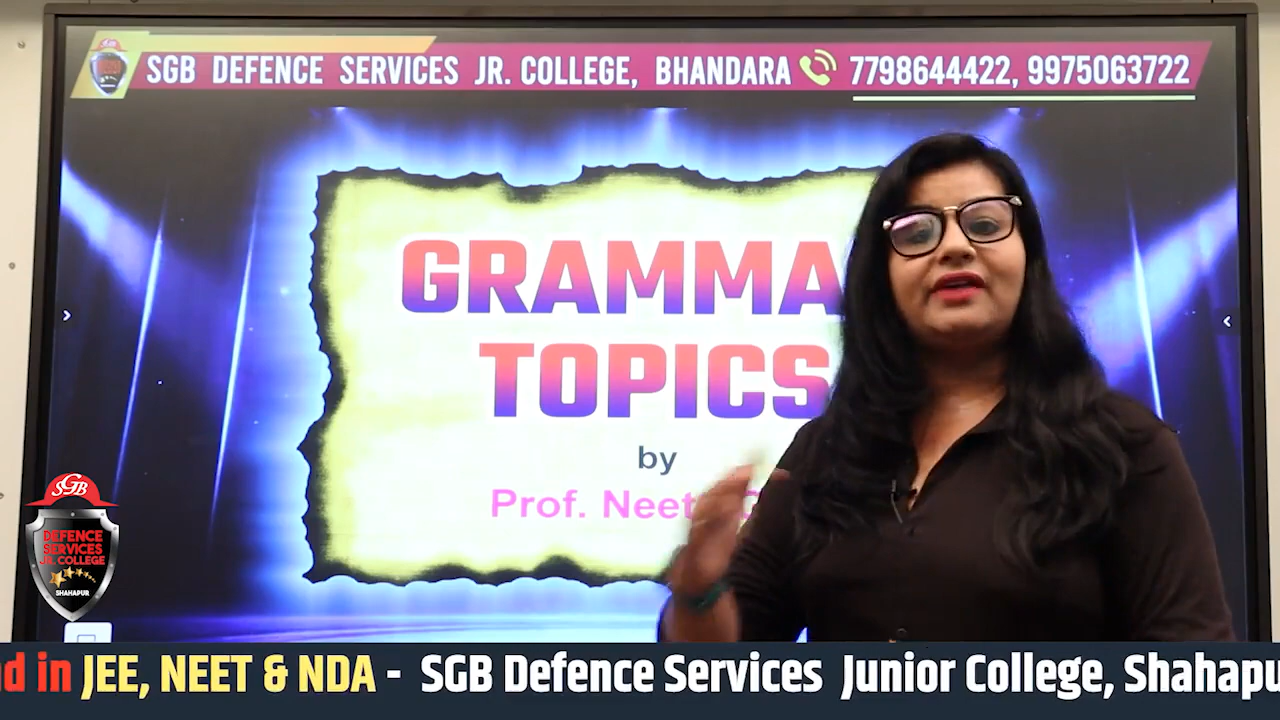 SGB DEFENCE SERVICES JR. COLLEGE, BHANDARA 7798644422, 9975063722
GRAMMA
TOPICS
by
Prof.
SGB
DEFENCE
SERVICES
JR. COLLEGE
SHAHAPUR
in JEE, NEET & NDA - SGB Defence Services Junior College, Shahapu